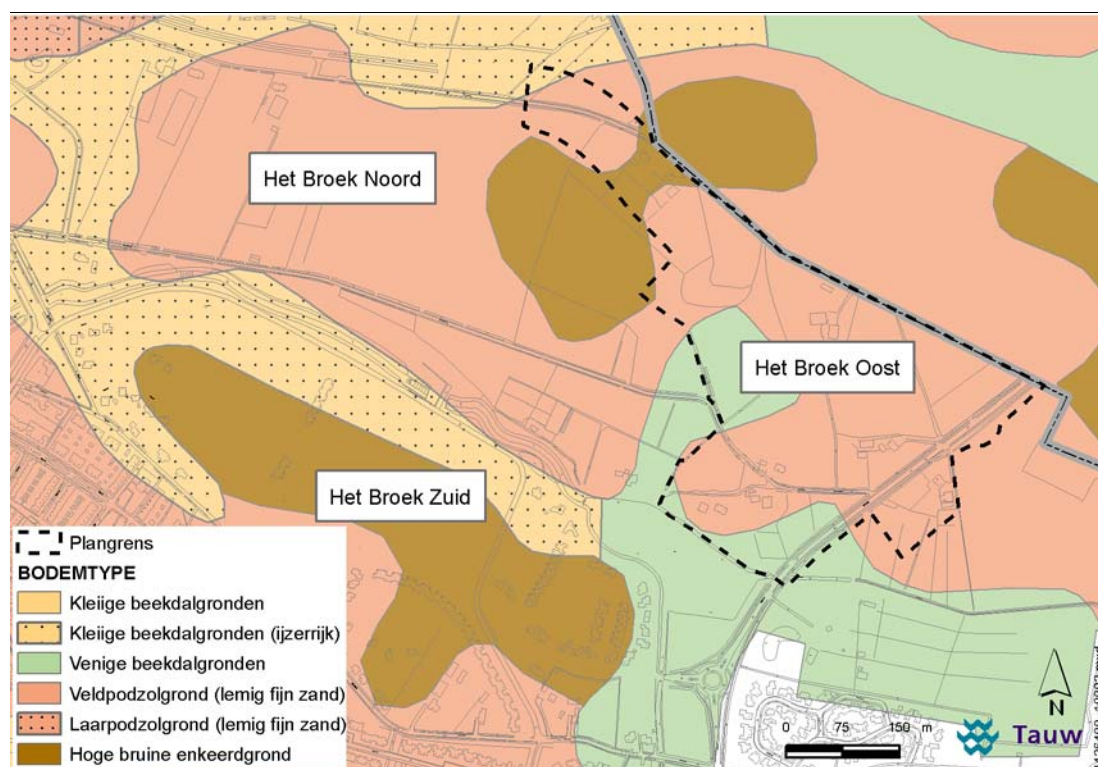 Het Broek Noord
Het Broek Oost
Het Broek Zuid
Plangrens
BODEMTYPE
Kleiige beekdalgronden
Kleiige beekdalgronden (ijzerrijk)
Venige beekdalgronden
Veldpodzolgrond (lemig fijn zand)
Laarpodzolgrond (lemig fijn zand)
Hoge bruine enkeerdgrond
N
0 75 150 m
Tauw